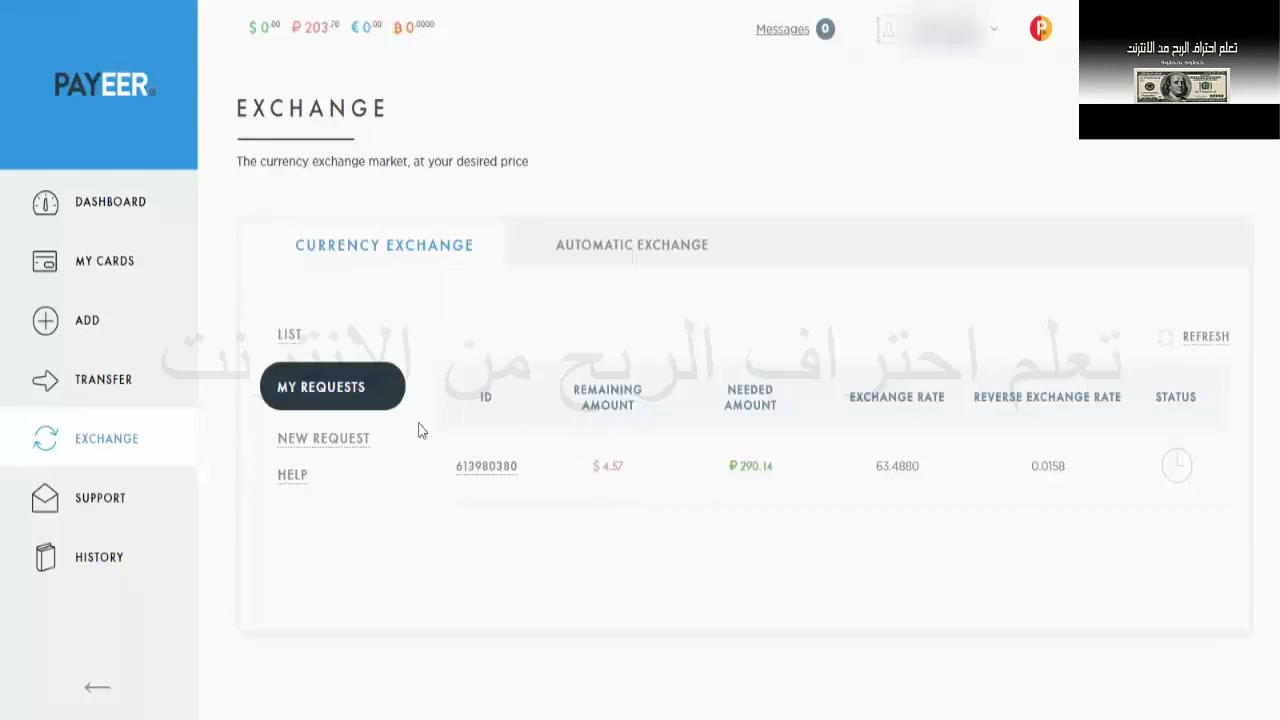 $ 0.00 ₽ 203.70 € 0.00 ฿ 0.0000
Messages 0
P
تعلم احتراف الربح من الانترنت
خطوة بخطوة
PAYEER
EXCHANGE
The currency exchange market, at your desired price
DASHBOARD
MY CARDS
ADD
TRANSFER
EXCHANGE
SUPPORT
HISTORY
CURRENCY EXCHANGE
AUTOMATIC EXCHANGE
LIST
MY REQUESTS
NEW REQUEST
HELP
REFRESH
تعلم احتراف الربح من الانترنت
ID REMAINING AMOUNT NEEDED AMOUNT EXCHANGE RATE REVERSE EXCHANGE RATE STATUS
613980380 $ 4.57 ₽ 290.14 63.4880 0.0158